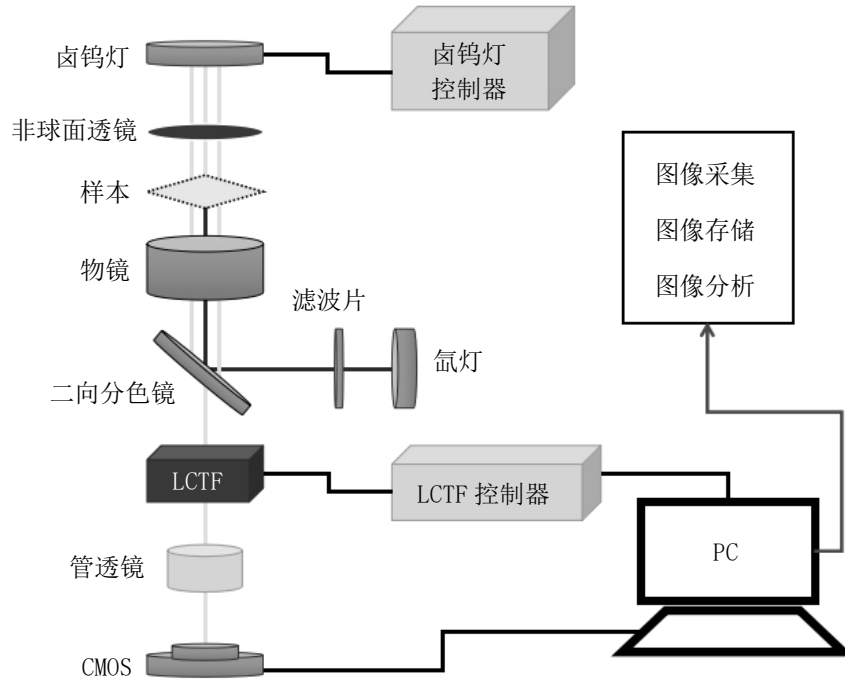 卤钨灯
卤钨灯
控制器
非球面透镜
图像采集
样本
图像存储
物镜
图像分析
滤波片
氙灯
二向分色镜
LCTF
LCTF 控制器
PC
管透镜
CMOS